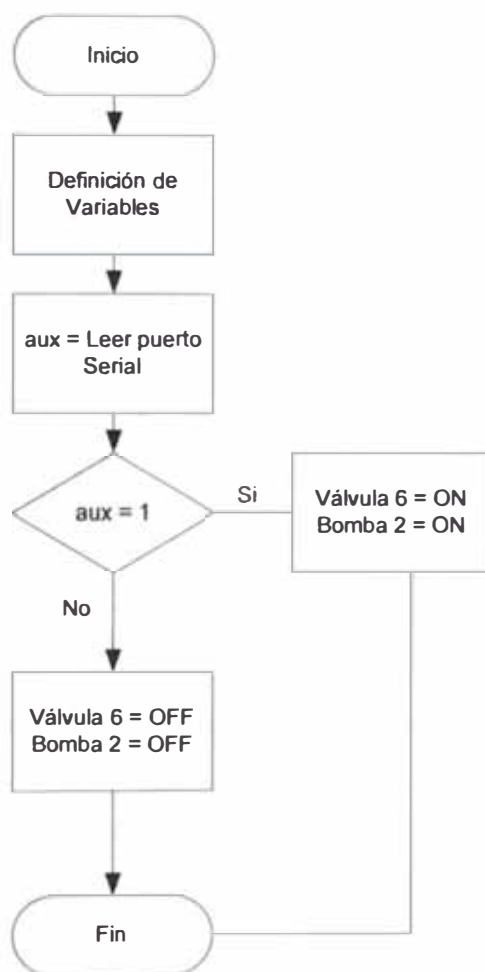 Inicio
Definición de
Variables
aux = Leer puerto
Serial
aux = 1
Si
Válvula 6 = ON
Bomba 2 = ON
No
Válvula 6 = OFF
Bomba 2 = OFF
Fin